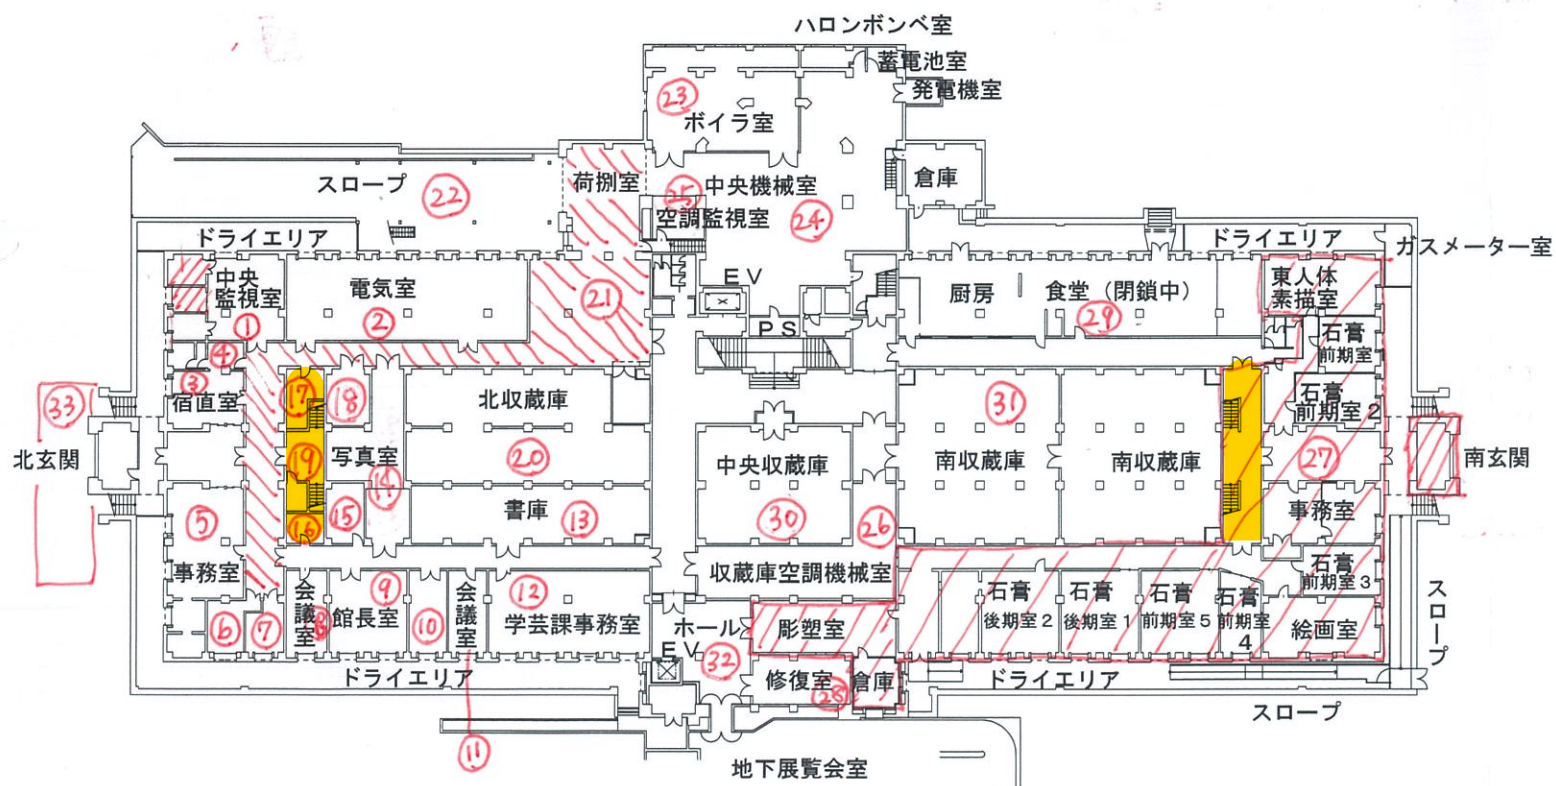 ハロンボンベ室
蓄電池室
発電機室
㉓
ボイラ室
スロープ
㉒
荷捌室
㉕
中央機械室
空調監視室
㉔
倉庫
ドライエリア
ドライエリア
ガスメーター室
中央
監視室
①
電気室
②
㉑
EV
PS
厨房
食堂（閉鎖中）
㉙
東人体
素描室
石膏
前期室
④
③
宿直室
㉝
⑰
⑱
北収蔵庫
㉛
石膏
前期室2
北玄関
⑲
写真室
⑭
⑳
中央収蔵庫
南収蔵庫
南収蔵庫
㉗
南玄関
⑤
⑯
⑮
書庫
⑬
㉚
㉖
事務室
事務室
会議室
⑧
⑨
館長室
⑩
会議室
⑫
学芸課事務室
収蔵庫空調機械室
石膏
前期室3
⑥
⑦
ホール
EV
㉜
彫塑室
石膏
後期室2
石膏
後期室1
石膏
前期室5
石膏
前期室
4
絵画室
スロープ
ドライエリア
修復室
㉘
倉庫
ドライエリア
スロープ
⑪
地下展覧会室